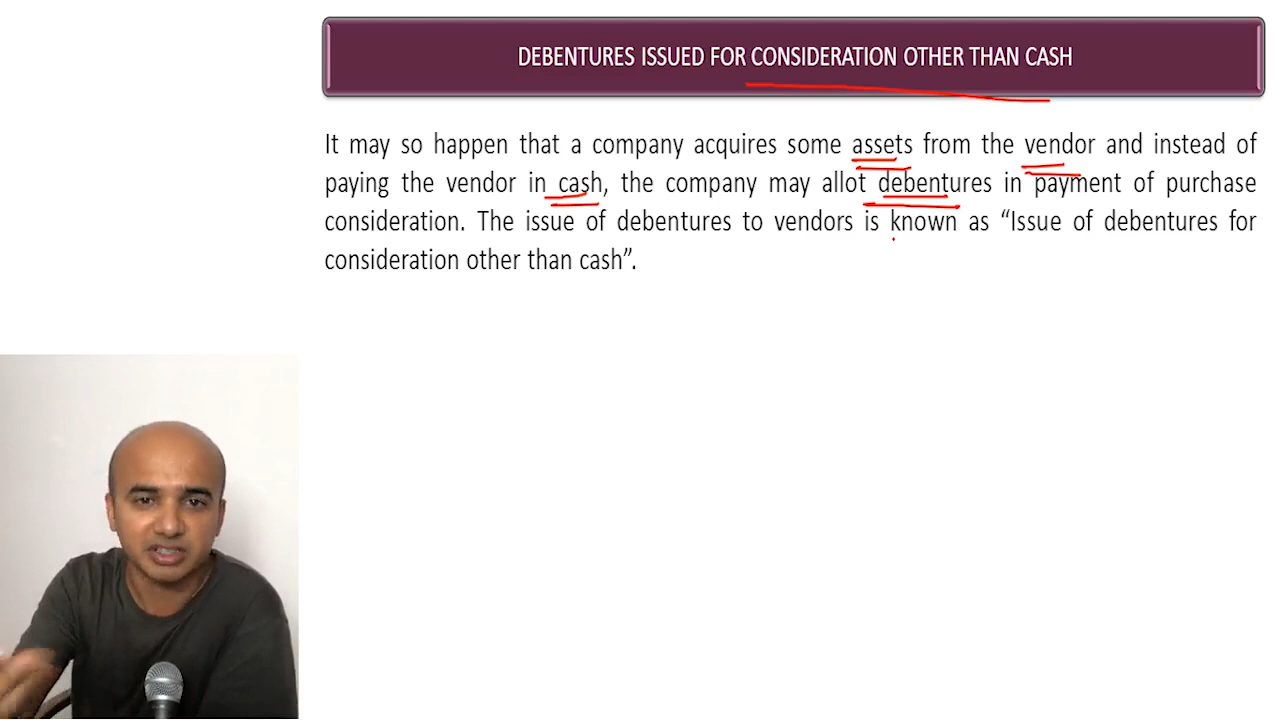 DEBENTURES ISSUED FOR CONSIDERATION OTHER THAN CASH
It may so happen that a company acquires some assets from the vendor and instead of
paying the vendor in cash, the company may allot debentures in payment of purchase
consideration. The issue of debentures to vendors is known as “Issue of debentures for
consideration other than cash”.